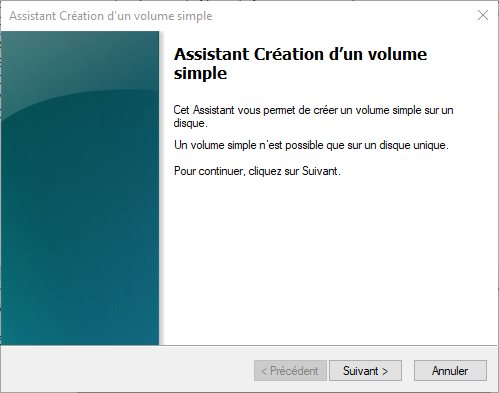 Assistant Création d'un volume simple
Assistant Création d’un volume
simple
Cet Assistant vous permet de créer un volume simple sur un
disque.
Un volume simple n'est possible que sur un disque unique.
Pour continuer, cliquez sur Suivant.
< Précédent
Suivant >
Annuler